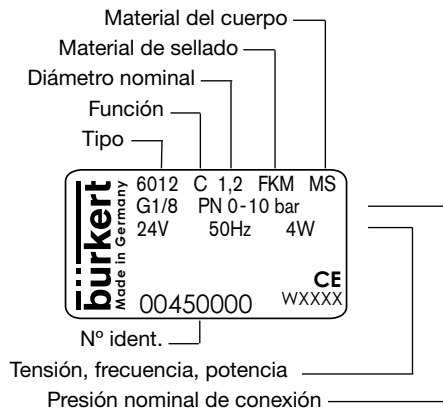 Material del cuerpo
Material de sellado
Diámetro nominal
Función
Tipo
bürkert
Made in Germany
6012 C 1,2 FKM MS
G1/8 PN 0-10 bar
24V 50Hz 4W
CE
00450000 WXXXX
Nº ident.
Tensión, frecuencia, potencia
Presión nominal de conexión